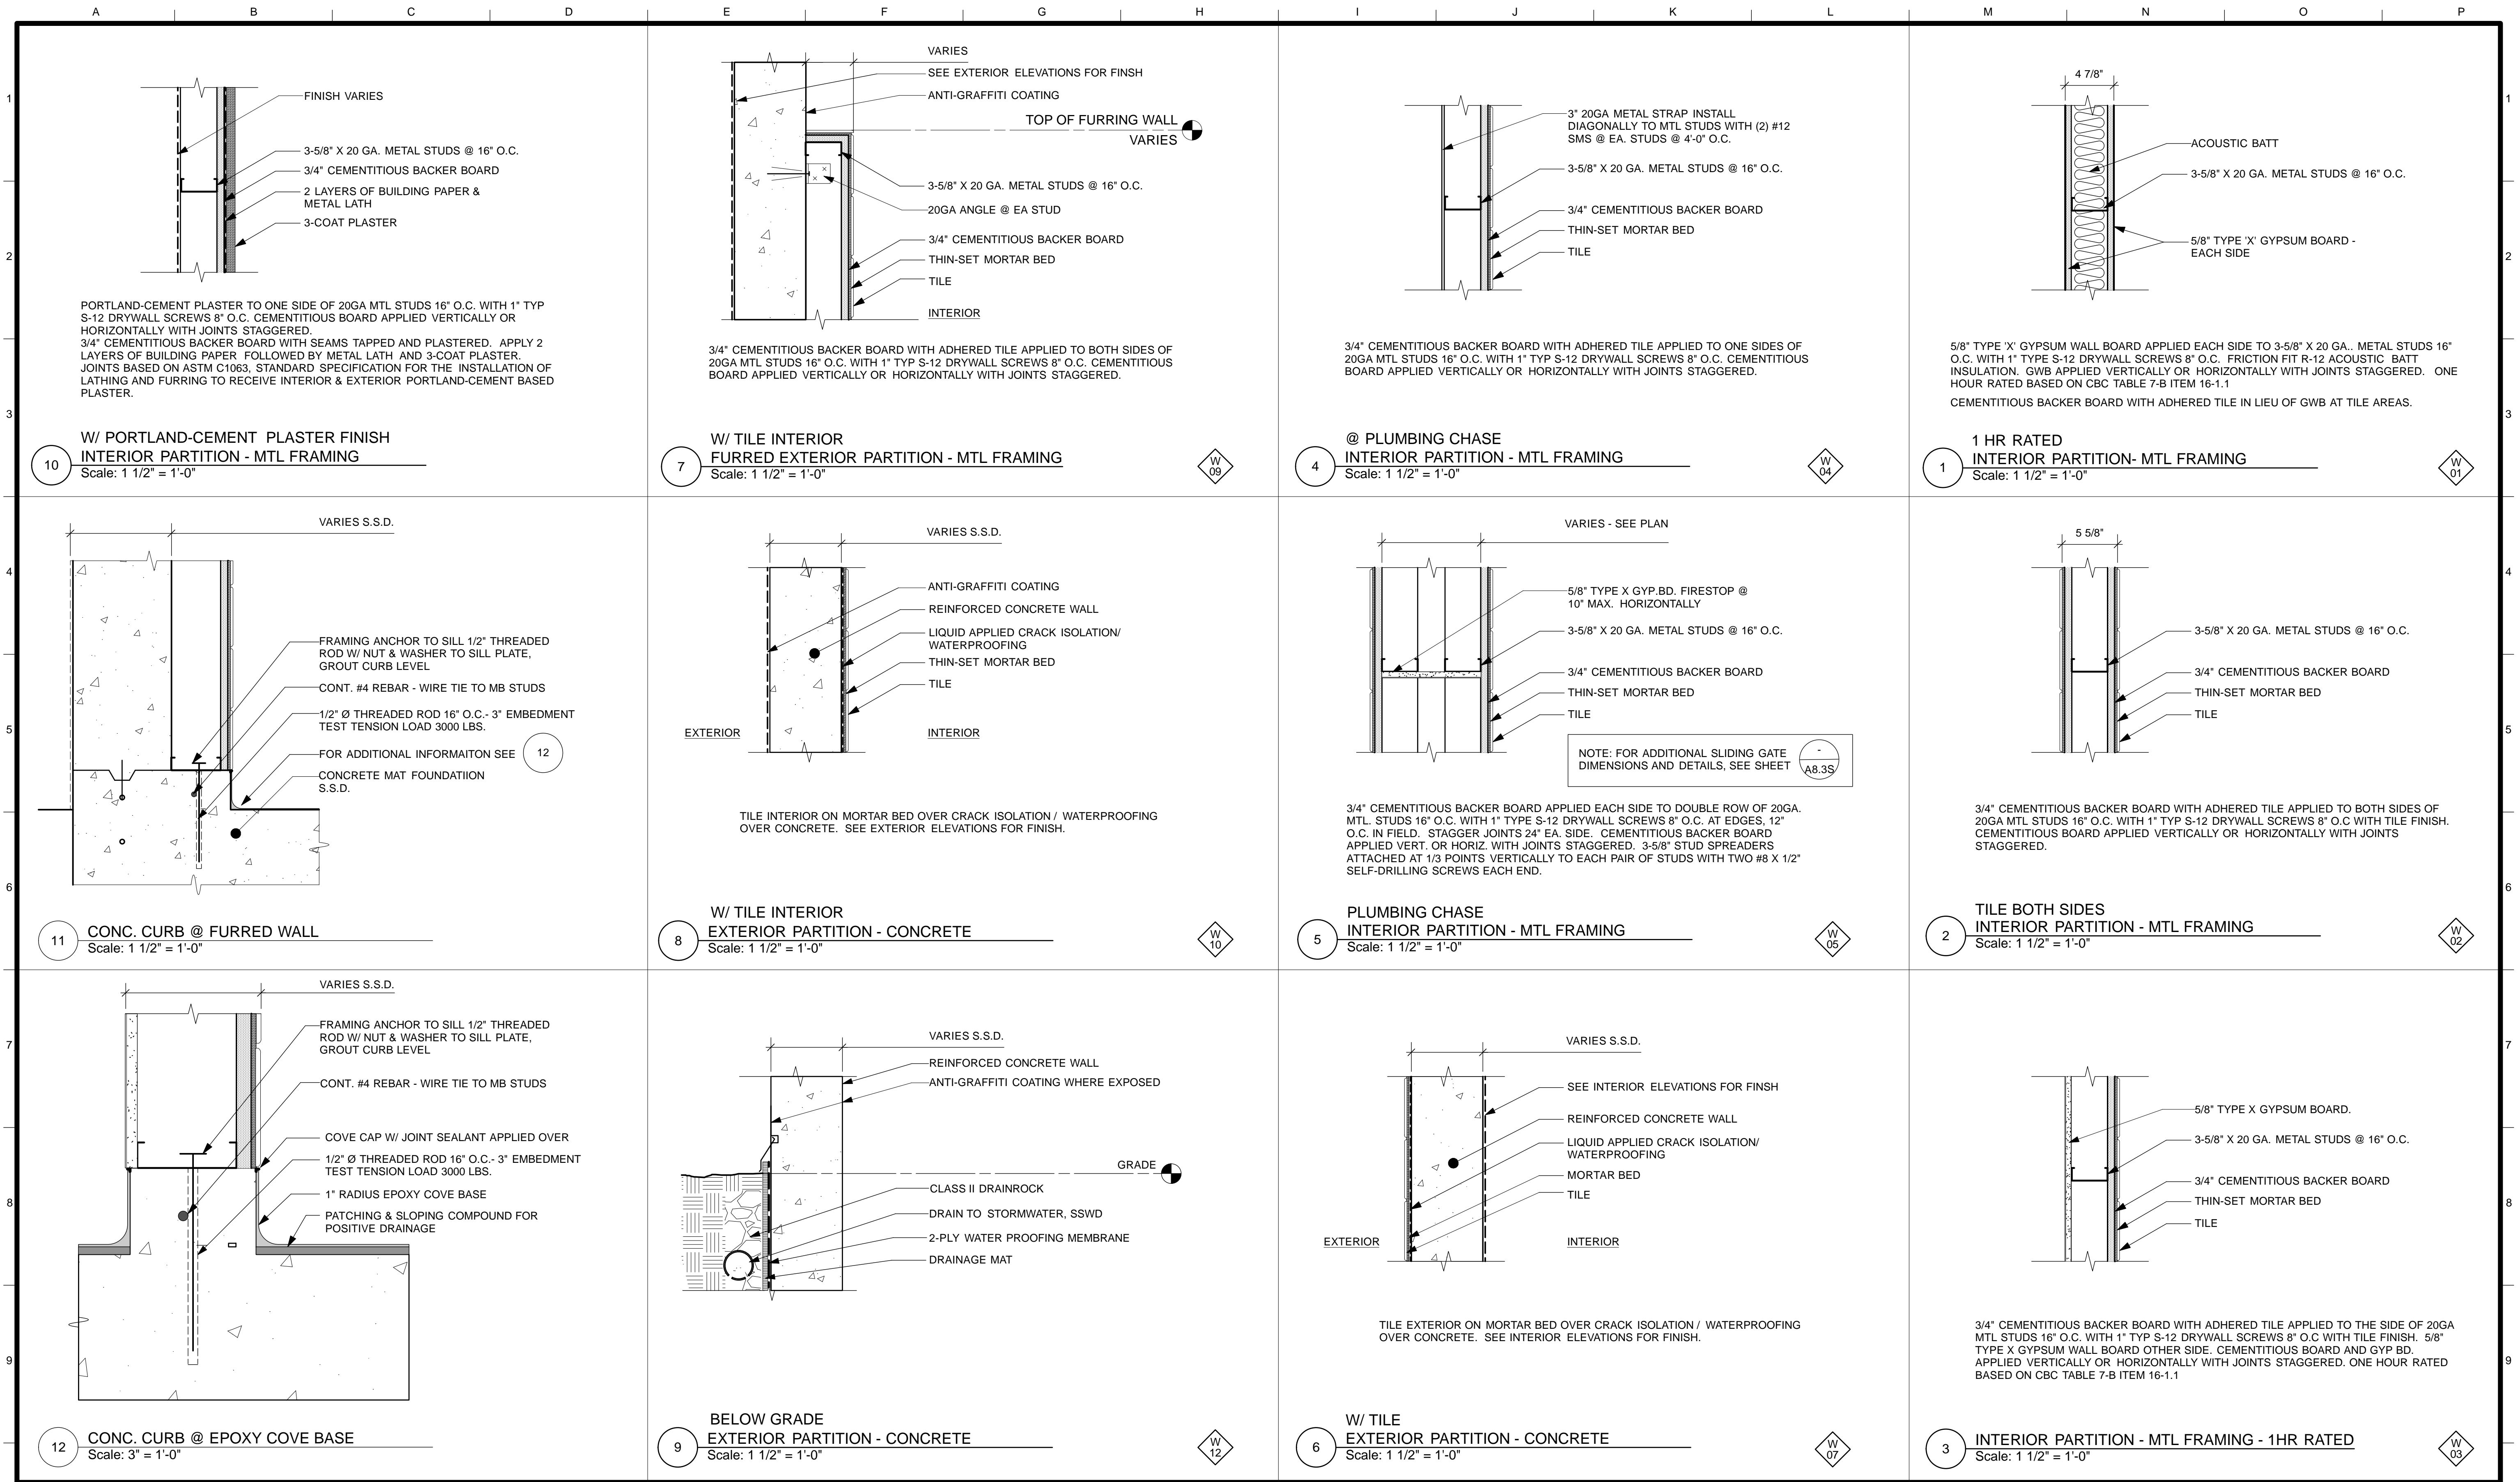 A B C D E F G H I J K L M N O P
1
2
3
4
5
6
7
8
9
1
2
3
4
5
6
7
8
9
FINISH VARIES
3-5/8" X 20 GA. METAL STUDS @ 16" O.C.
3/4" CEMENTITIOUS BACKER BOARD
2 LAYERS OF BUILDING PAPER &
METAL LATH
3-COAT PLASTER
PORTLAND-CEMENT PLASTER TO ONE SIDE OF 20GA MTL STUDS 16" O.C. WITH 1" TYP
S-12 DRYWALL SCREWS 8" O.C. CEMENTITIOUS BOARD APPLIED VERTICALLY OR
HORIZONTALLY WITH JOINTS STAGGERED.
3/4" CEMENTITIOUS BACKER BOARD WITH SEAMS TAPPED AND PLASTERED. APPLY 2
LAYERS OF BUILDING PAPER FOLLOWED BY METAL LATH AND 3-COAT PLASTER.
JOINTS BASED ON ASTM C1063, STANDARD SPECIFICATION FOR THE INSTALLATION OF
LATHING AND FURRING TO RECEIVE INTERIOR & EXTERIOR PORTLAND-CEMENT BASED
PLASTER.
10
W/ PORTLAND-CEMENT PLASTER FINISH
INTERIOR PARTITION - MTL FRAMING
Scale: 1 1/2" = 1'-0"
VARIES
SEE EXTERIOR ELEVATIONS FOR FINSH
ANTI-GRAFFITI COATING
TOP OF FURRING WALL
VARIES
3-5/8" X 20 GA. METAL STUDS @ 16" O.C.
20GA ANGLE @ EA STUD
3/4" CEMENTITIOUS BACKER BOARD
THIN-SET MORTAR BED
TILE
INTERIOR
3/4" CEMENTITIOUS BACKER BOARD WITH ADHERED TILE APPLIED TO BOTH SIDES OF
20GA MTL STUDS 16" O.C. WITH 1" TYP S-12 DRYWALL SCREWS 8" O.C. CEMENTITIOUS
BOARD APPLIED VERTICALLY OR HORIZONTALLY WITH JOINTS STAGGERED.
7
W/ TILE INTERIOR
FURRED EXTERIOR PARTITION - MTL FRAMING
Scale: 1 1/2" = 1'-0"
W
09
3" 20GA METAL STRAP INSTALL
DIAGONALLY TO MTL STUDS WITH (2) #12
SMS @ EA. STUDS @ 4'-0" O.C.
3-5/8" X 20 GA. METAL STUDS @ 16" O.C.
3/4" CEMENTITIOUS BACKER BOARD
THIN-SET MORTAR BED
TILE
3/4" CEMENTITIOUS BACKER BOARD WITH ADHERED TILE APPLIED TO ONE SIDES OF
20GA MTL STUDS 16" O.C. WITH 1" TYP S-12 DRYWALL SCREWS 8" O.C. CEMENTITIOUS
BOARD APPLIED VERTICALLY OR HORIZONTALLY WITH JOINTS STAGGERED.
4
@ PLUMBING CHASE
INTERIOR PARTITION - MTL FRAMING
Scale: 1 1/2" = 1'-0"
W
04
4 7/8"
ACOUSTIC BATT
3-5/8" X 20 GA. METAL STUDS @ 16" O.C.
5/8" TYPE 'X' GYPSUM BOARD -
EACH SIDE
5/8" TYPE 'X' GYPSUM WALL BOARD APPLIED EACH SIDE TO 3-5/8" X 20 GA.. METAL STUDS 16"
O.C. WITH 1" TYPE S-12 DRYWALL SCREWS 8" O.C. FRICTION FIT R-12 ACOUSTIC BATT
INSULATION. GWB APPLIED VERTICALLY OR HORIZONTALLY WITH JOINTS STAGGERED. ONE
HOUR RATED BASED ON CBC TABLE 7-B ITEM 16-1.1
CEMENTITIOUS BACKER BOARD WITH ADHERED TILE IN LIEU OF GWB AT TILE AREAS.
1
1 HR RATED
INTERIOR PARTITION- MTL FRAMING
Scale: 1 1/2" = 1'-0"
W
01
VARIES S.S.D.
FRAMING ANCHOR TO SILL 1/2" THREADED
ROD W/ NUT & WASHER TO SILL PLATE,
GROUT CURB LEVEL
CONT. #4 REBAR - WIRE TIE TO MB STUDS
1/2" Ø THREADED ROD 16" O.C.- 3" EMBEDMENT
TEST TENSION LOAD 3000 LBS.
FOR ADDITIONAL INFORMAITON SEE 12
CONCRETE MAT FOUNDATIION
S.S.D.
11
CONC. CURB @ FURRED WALL
Scale: 1 1/2" = 1'-0"
VARIES S.S.D.
ANTI-GRAFFITI COATING
REINFORCED CONCRETE WALL
LIQUID APPLIED CRACK ISOLATION/
WATERPROOFING
THIN-SET MORTAR BED
TILE
EXTERIOR INTERIOR
TILE INTERIOR ON MORTAR BED OVER CRACK ISOLATION / WATERPROOFING
OVER CONCRETE. SEE EXTERIOR ELEVATIONS FOR FINISH.
8
W/ TILE INTERIOR
EXTERIOR PARTITION - CONCRETE
Scale: 1 1/2" = 1'-0"
W
10
VARIES - SEE PLAN
5/8" TYPE X GYP.BD. FIRESTOP @
10" MAX. HORIZONTALLY
3-5/8" X 20 GA. METAL STUDS @ 16" O.C.
3/4" CEMENTITIOUS BACKER BOARD
THIN-SET MORTAR BED
TILE
NOTE: FOR ADDITIONAL SLIDING GATE
DIMENSIONS AND DETAILS, SEE SHEET
-
A8.3S
3/4" CEMENTITIOUS BACKER BOARD APPLIED EACH SIDE TO DOUBLE ROW OF 20GA.
MTL. STUDS 16" O.C. WITH 1" TYPE S-12 DRYWALL SCREWS 8" O.C. AT EDGES, 12"
O.C. IN FIELD. STAGGER JOINTS 24" EA. SIDE. CEMENTITIOUS BACKER BOARD
APPLIED VERT. OR HORIZ. WITH JOINTS STAGGERED. 3-5/8" STUD SPREADERS
ATTACHED AT 1/3 POINTS VERTICALLY TO EACH PAIR OF STUDS WITH TWO #8 X 1/2"
SELF-DRILLING SCREWS EACH END.
5
PLUMBING CHASE
INTERIOR PARTITION - MTL FRAMING
Scale: 1 1/2" = 1'-0"
W
05
5 5/8"
3-5/8" X 20 GA. METAL STUDS @ 16" O.C.
3/4" CEMENTITIOUS BACKER BOARD
THIN-SET MORTAR BED
TILE
3/4" CEMENTITIOUS BACKER BOARD WITH ADHERED TILE APPLIED TO BOTH SIDES OF
20GA MTL STUDS 16" O.C. WITH 1" TYP S-12 DRYWALL SCREWS 8" O.C WITH TILE FINISH.
CEMENTITIOUS BOARD APPLIED VERTICALLY OR HORIZONTALLY WITH JOINTS
STAGGERED.
2
TILE BOTH SIDES
INTERIOR PARTITION - MTL FRAMING
Scale: 1 1/2" = 1'-0"
W
02
VARIES S.S.D.
FRAMING ANCHOR TO SILL 1/2" THREADED
ROD W/ NUT & WASHER TO SILL PLATE,
GROUT CURB LEVEL
CONT. #4 REBAR - WIRE TIE TO MB STUDS
COVE CAP W/ JOINT SEALANT APPLIED OVER
1/2" Ø THREADED ROD 16" O.C.- 3" EMBEDMENT
TEST TENSION LOAD 3000 LBS.
1" RADIUS EPOXY COVE BASE
PATCHING & SLOPING COMPOUND FOR
POSITIVE DRAINAGE
12
CONC. CURB @ EPOXY COVE BASE
Scale: 3" = 1'-0"
VARIES S.S.D.
REINFORCED CONCRETE WALL
ANTI-GRAFFITI COATING WHERE EXPOSED
GRADE
CLASS II DRAINROCK
DRAIN TO STORMWATER, SSWD
2-PLY WATER PROOFING MEMBRANE
DRAINAGE MAT
9
BELOW GRADE
EXTERIOR PARTITION - CONCRETE
Scale: 1 1/2" = 1'-0"
W
12
VARIES S.S.D.
SEE INTERIOR ELEVATIONS FOR FINSH
REINFORCED CONCRETE WALL
LIQUID APPLIED CRACK ISOLATION/
WATERPROOFING
MORTAR BED
TILE
EXTERIOR INTERIOR
TILE EXTERIOR ON MORTAR BED OVER CRACK ISOLATION / WATERPROOFING
OVER CONCRETE. SEE INTERIOR ELEVATIONS FOR FINISH.
6
W/ TILE
EXTERIOR PARTITION - CONCRETE
Scale: 1 1/2" = 1'-0"
W
07
5/8" TYPE X GYPSUM BOARD.
3-5/8" X 20 GA. METAL STUDS @ 16" O.C.
3/4" CEMENTITIOUS BACKER BOARD
THIN-SET MORTAR BED
TILE
3/4" CEMENTITIOUS BACKER BOARD WITH ADHERED TILE APPLIED TO THE SIDE OF 20GA
MTL STUDS 16" O.C. WITH 1" TYP S-12 DRYWALL SCREWS 8" O.C WITH TILE FINISH. 5/8"
TYPE X GYPSUM WALL BOARD OTHER SIDE. CEMENTITIOUS BOARD AND GYP BD.
APPLIED VERTICALLY OR HORIZONTALLY WITH JOINTS STAGGERED. ONE HOUR RATED
BASED ON CBC TABLE 7-B ITEM 16-1.1
3
INTERIOR PARTITION - MTL FRAMING - 1HR RATED
Scale: 1 1/2" = 1'-0"
W
03